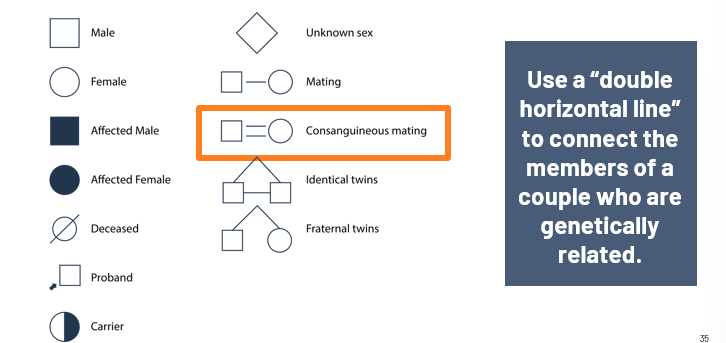 Male
Female
Affected Male
Affected Female
Deceased
Proband
Carrier
Unknown sex
Mating
Consanguineous mating
Identical twins
Fraternal twins
Use a “double
horizontal line”
to connect the
members of a
couple who are
genetically
related.
35